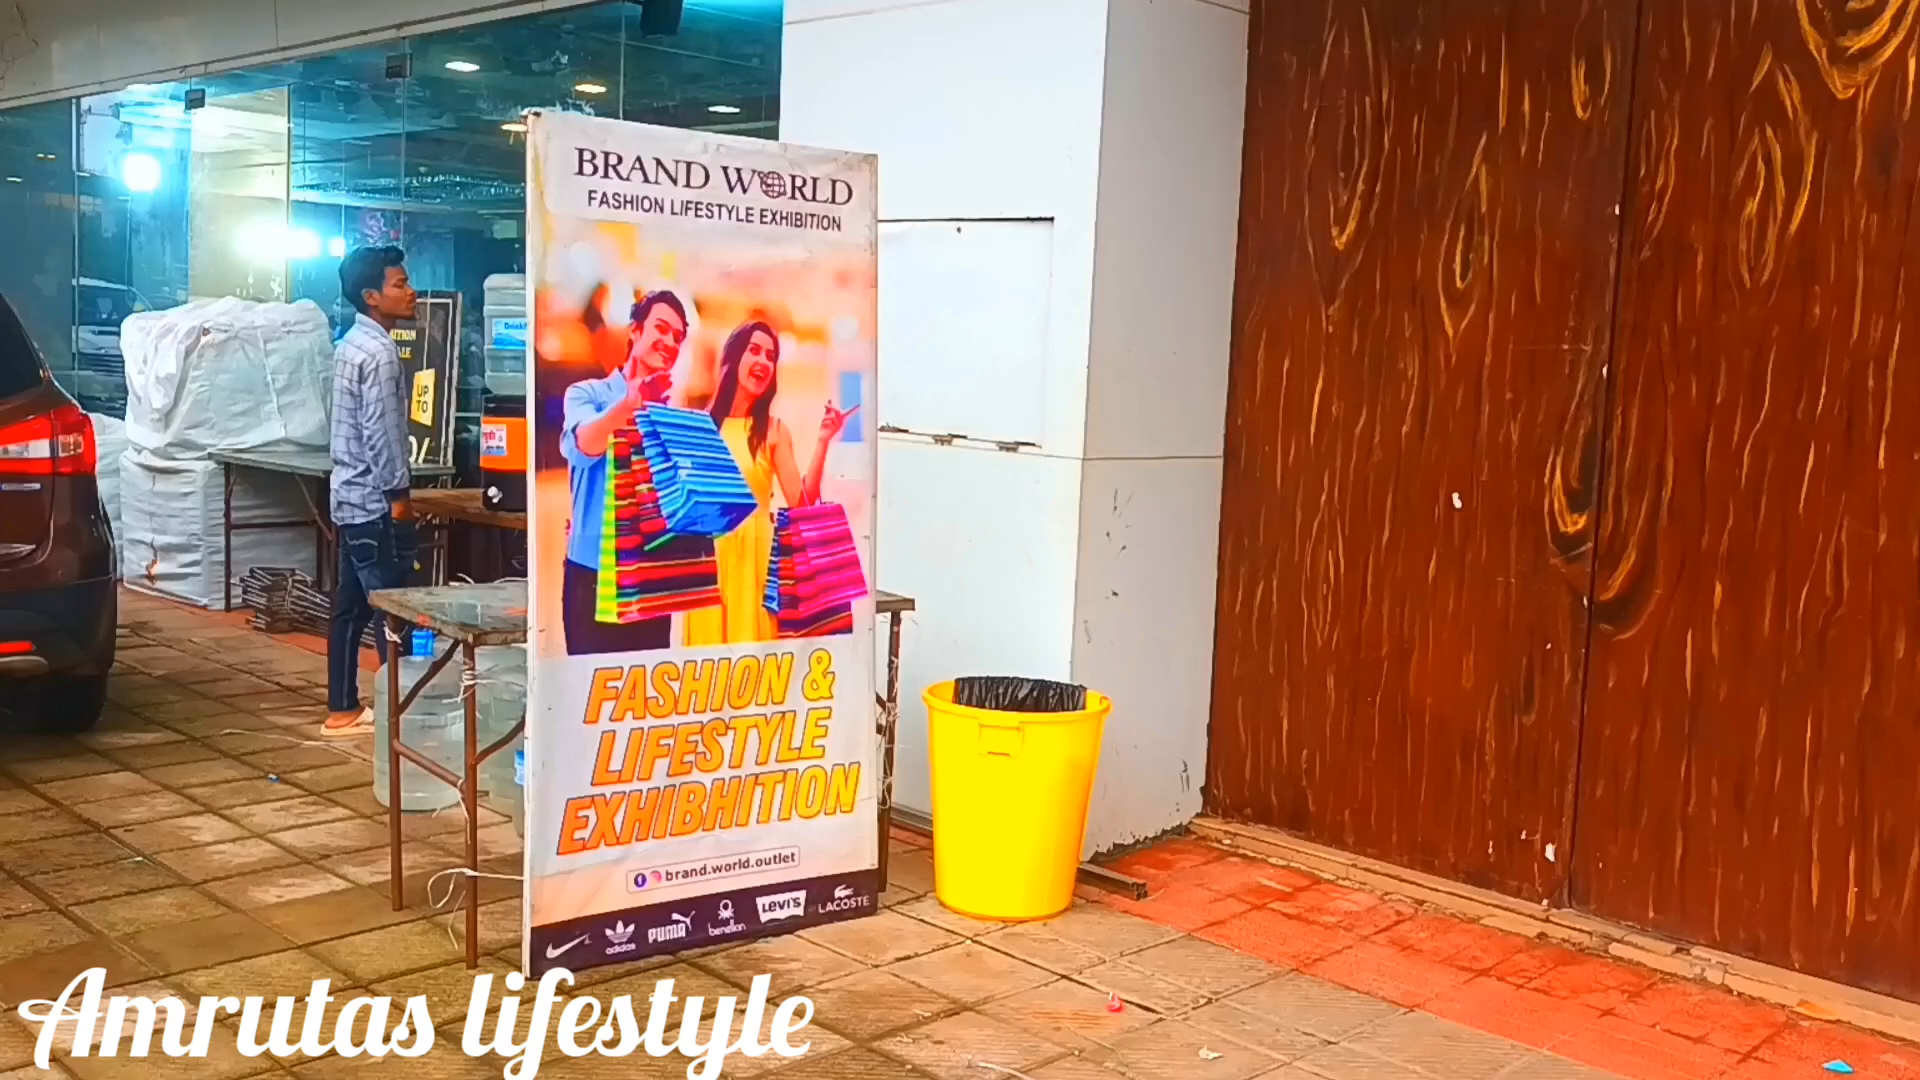 BRAND WORLD
FASHION LIFESTYLE EXHIBITION
UP
TO
FASHION &
LIFESTYLE
EXHIBHITION
brand.world.outlet
adidas
PUMA
benetton
LEVI'S
LACOSTE
Amrutas lifestyle